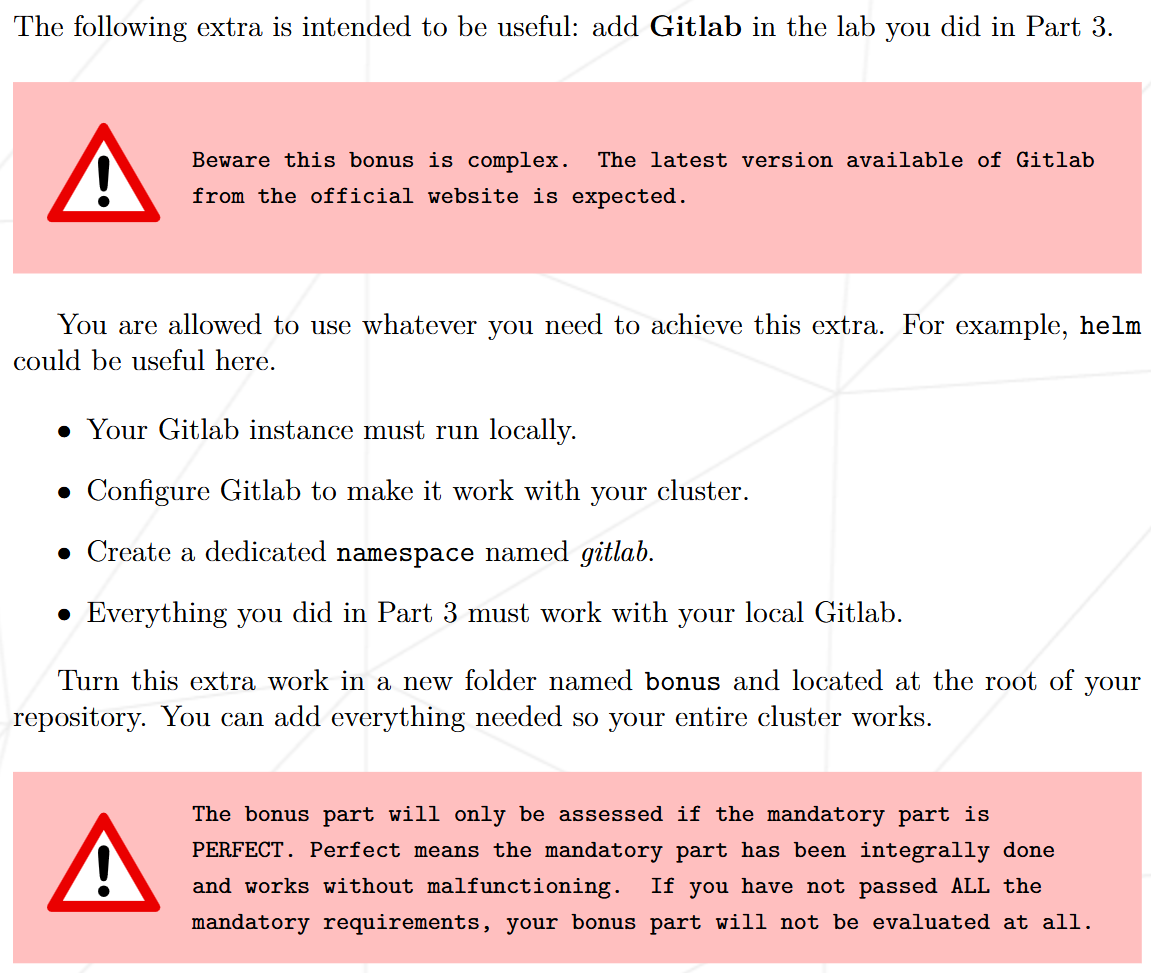 The following extra is intended to be useful: add Gitlab in the lab you did in Part 3.
Beware this bonus is complex. The latest version available of Gitlab
from the official website is expected.
You are allowed to use whatever you need to achieve this extra. For example, helm
could be useful here.
• Your Gitlab instance must run locally.
• Configure Gitlab to make it work with your cluster.
• Create a dedicated namespace named gitlab.
• Everything you did in Part 3 must work with your local Gitlab.
Turn this extra work in a new folder named bonus and located at the root of your
repository. You can add everything needed so your entire cluster works.
The bonus part will only be assessed if the mandatory part is
PERFECT. Perfect means the mandatory part has been integrally done
and works without malfunctioning. If you have not passed ALL the
mandatory requirements, your bonus part will not be evaluated at all.